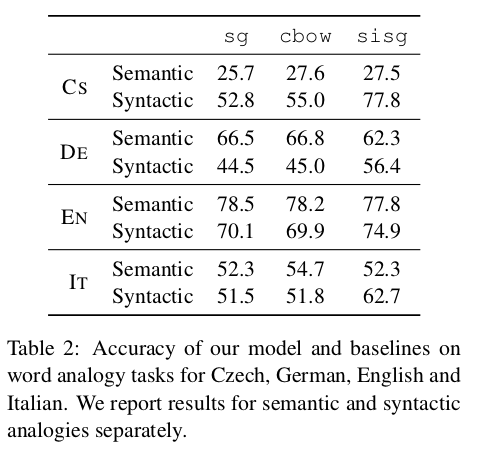 sg cbow sisg
CS Semantic 25.7 27.6 27.5
Syntactic 52.8 55.0 77.8
DE Semantic 66.5 66.8 62.3
Syntactic 44.5 45.0 56.4
EN Semantic 78.5 78.2 77.8
Syntactic 70.1 69.9 74.9
IT Semantic 52.3 54.7 52.3
Syntactic 51.5 51.8 62.7
Table 2: Accuracy of our model and baselines on
word analogy tasks for Czech, German, English and
Italian. We report results for semantic and syntactic
analogies separately.